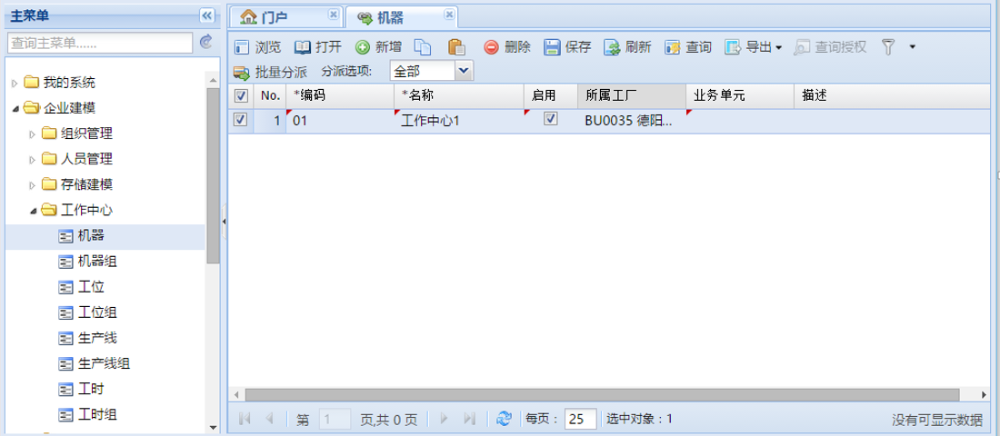 主菜单
查询主菜单......
我的系统
企业建模
组织管理
人员管理
存储建模
工作中心
机器
机器组
工位
工位组
生产线
生产线组
工时
工时组
门户 机器
浏览 打开 新增 删除 保存 刷新 查询 导出 查询授权
批量分派 分派选项: 全部
No. *编码 *名称 启用 所属工厂 业务单元 描述
1 01 工作中心1 BU0035 德阳...
第 1 页,共 0 页 每页： 25 选中对象：1 没有可显示数据